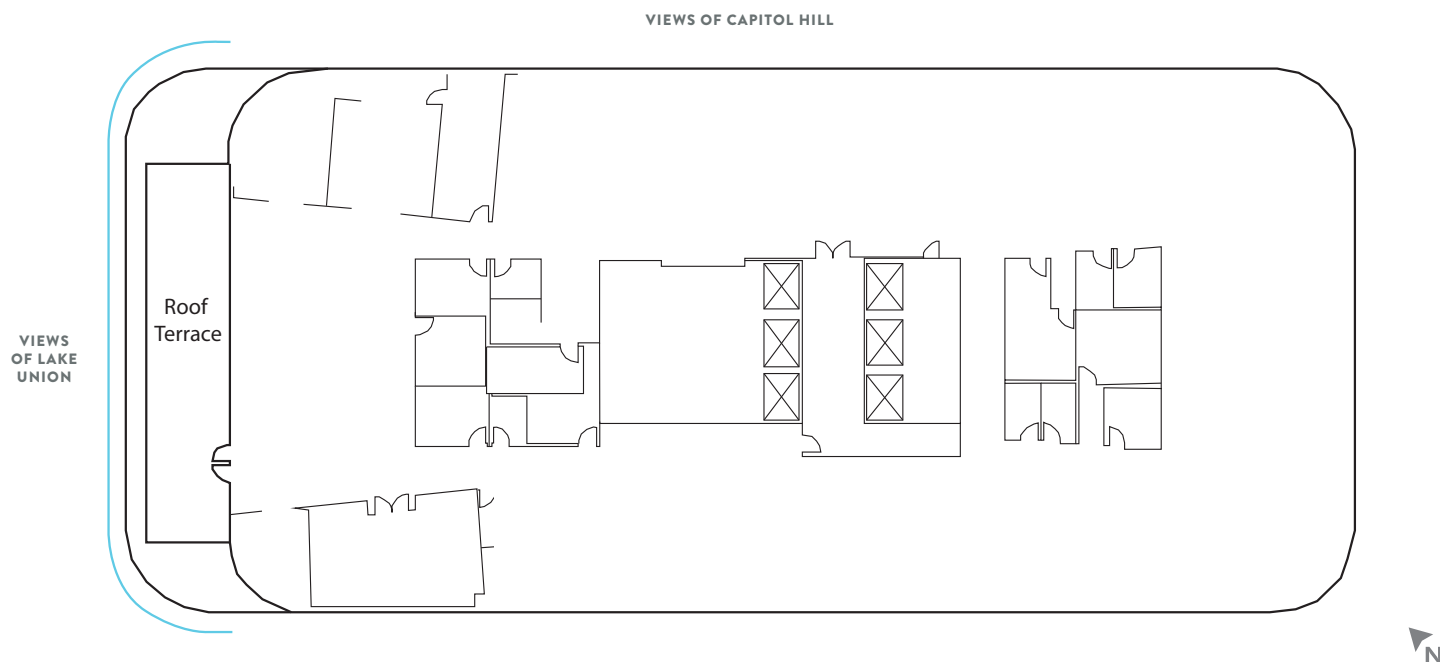 VIEWS OF CAPITOL HILL
Roof
Terrace
VIEWS
OF LAKE
UNION
N